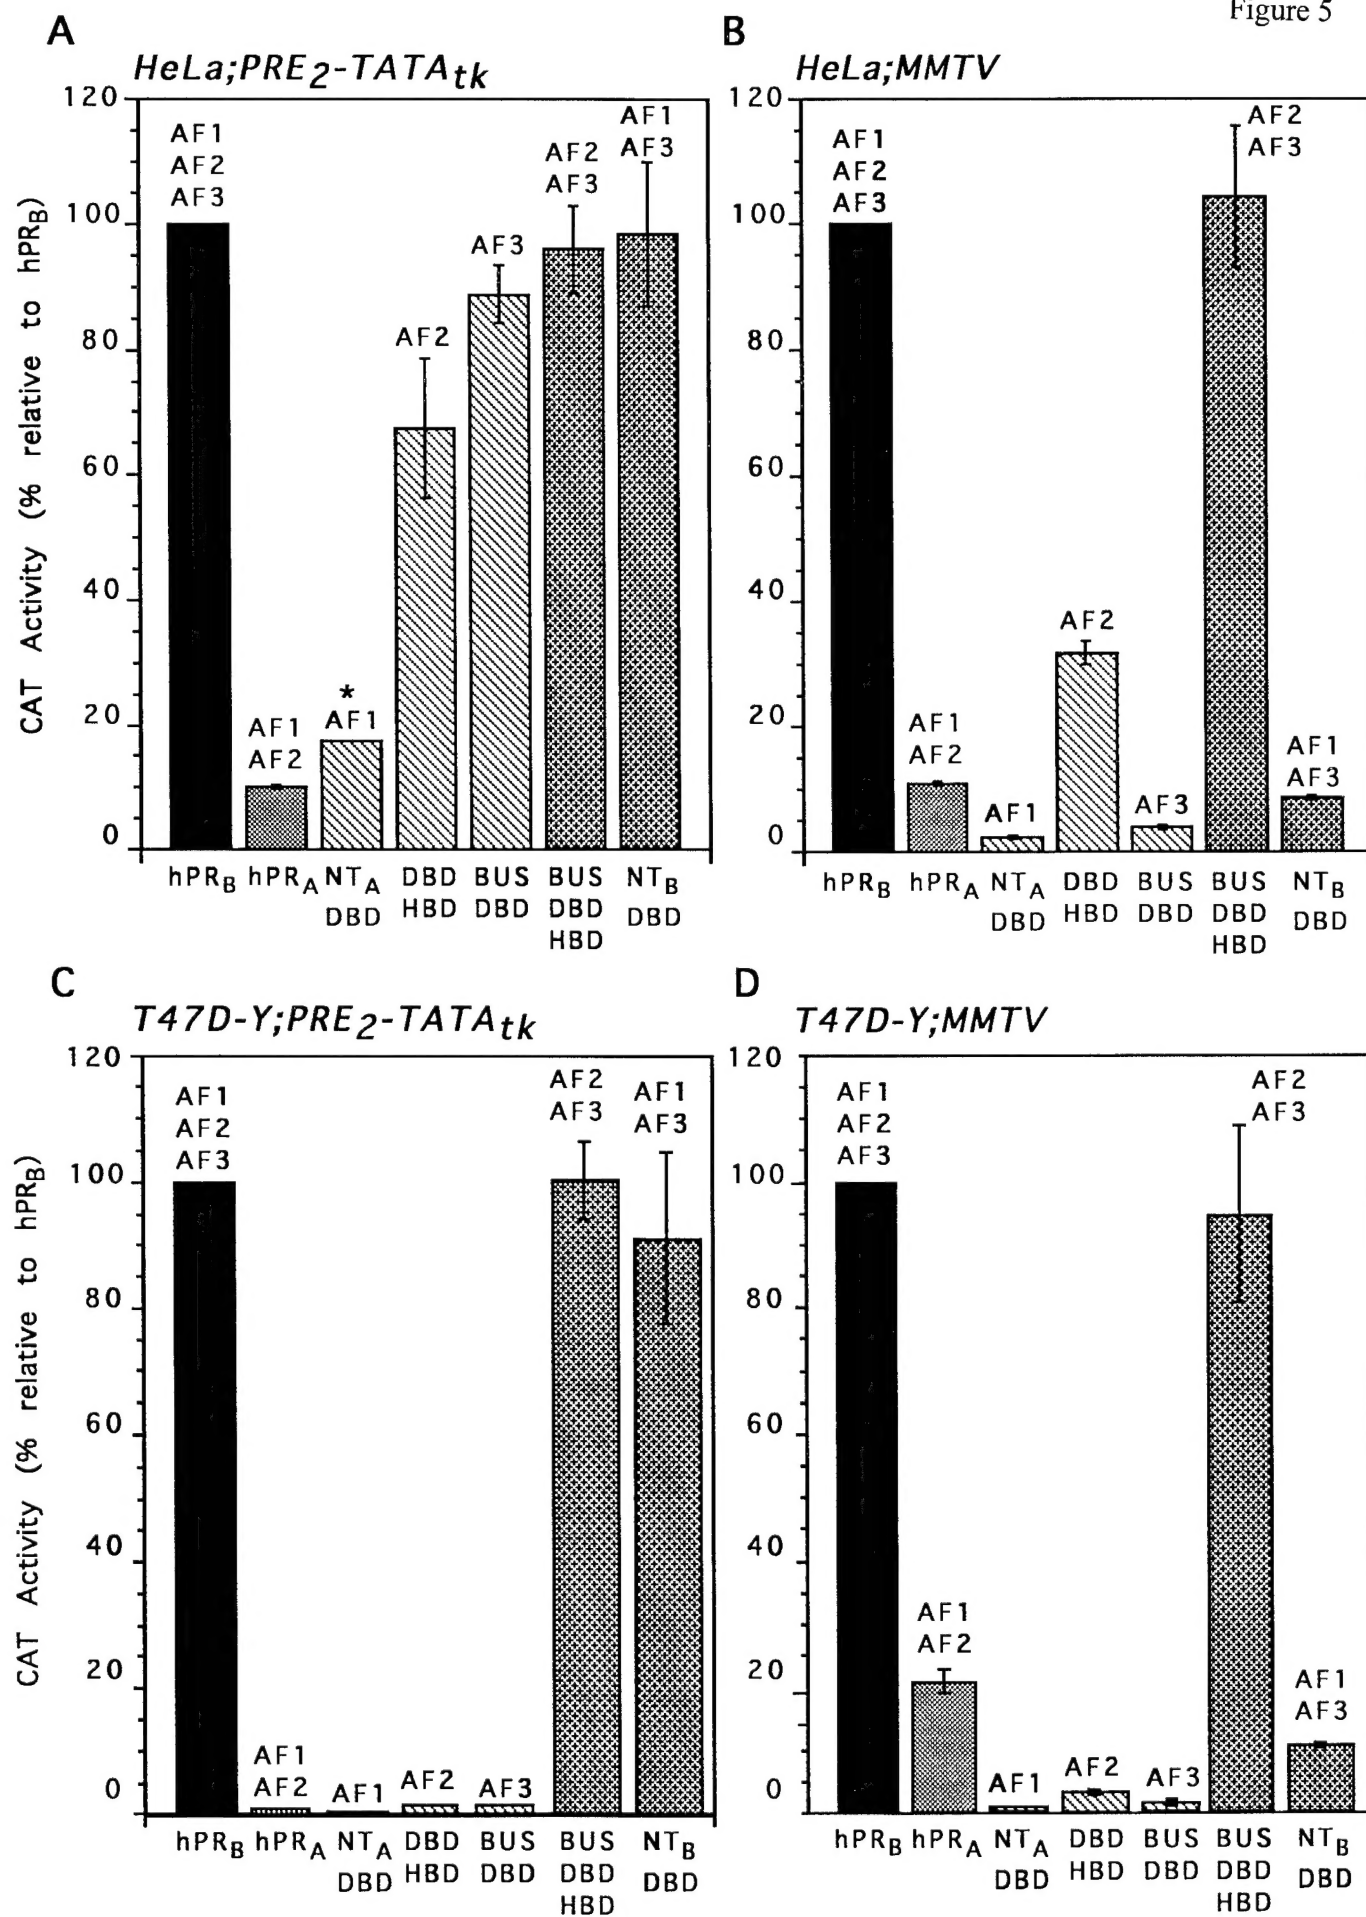 Figure 5
A
HeLa;PRE2-TATAtk
CAT Activity (% relative to hPRB)
120
100
80
60
40
20
0
AF1
AF2
AF3
AF1
AF2
*
AF1
AF2
AF3
AF2
AF3
AF1
AF3
hPRB hPRA NTA DBD BUS BUS NTB
DBD HBD DBD DBD DBD
HBD
B
HeLa;MMTV
120
100
80
60
40
20
0
AF1
AF2
AF3
AF1
AF2
AF1
AF2
AF3
AF2
AF3
AF1
AF3
hPRB hPRA NTA DBD BUS BUS NTB
DBD HBD DBD DBD DBD
HBD
C
T47D-Y;PRE2-TATAtk
CAT Activity (% relative to hPRB)
120
100
80
60
40
20
0
AF1
AF2
AF3
AF1
AF2
AF1
AF2
AF3
AF2
AF3
AF1
AF3
hPRB hPRA NTA DBD BUS BUS NTB
DBD HBD DBD DBD DBD
HBD
D
T47D-Y;MMTV
120
100
80
60
40
20
0
AF1
AF2
AF3
AF1
AF2
AF1
AF2
AF3
AF2
AF3
AF1
AF3
hPRB hPRA NTA DBD BUS BUS NTB
DBD HBD DBD DBD DBD
HBD